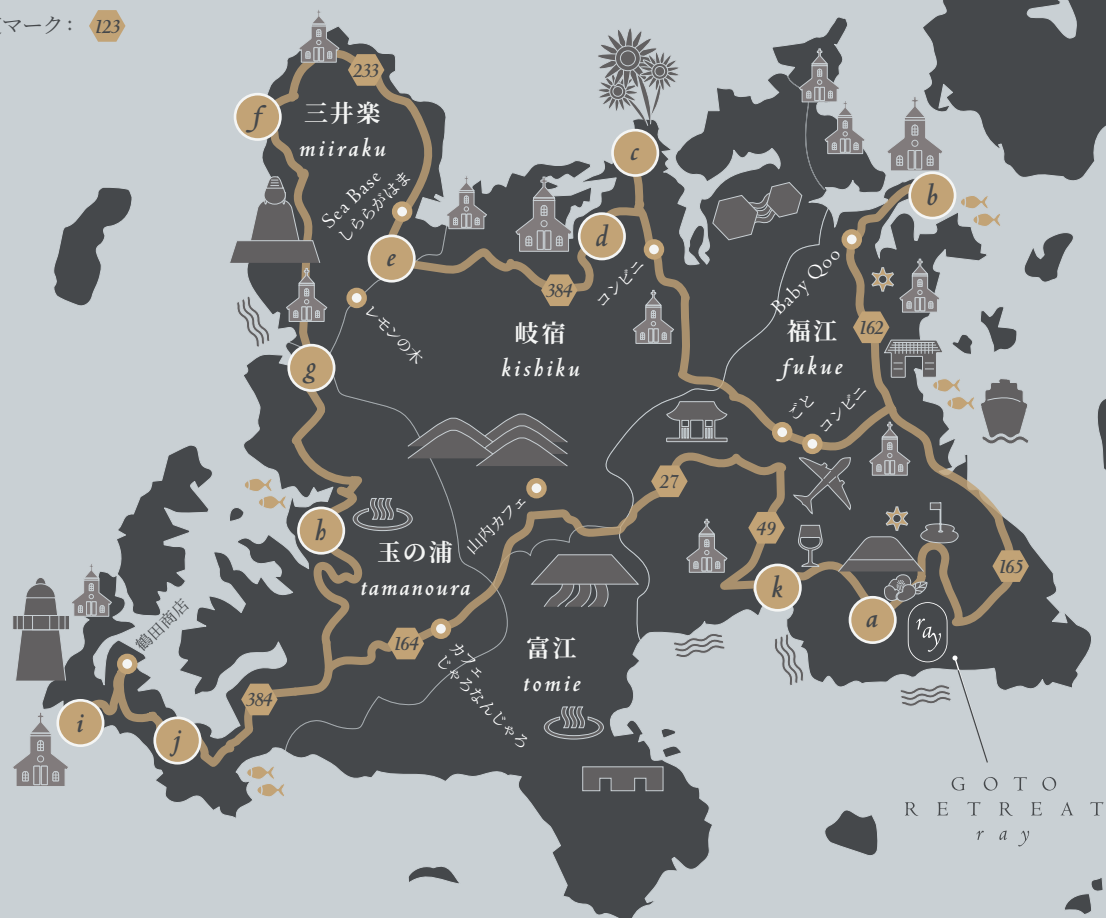 マーク： 123
233
f
三井楽
miiraku
Sea Base
しららがはま
c
b
d
e
384
コンビニ
Baby Qoo
レモンの木
岐宿
kishiku
福江
fukue
162
g
ごと
コンビニ
27
49
h
山内カフェ
玉の浦
tamanoura
165
k
a
ray
鶴田商店
164
カフェ
じゃろなんじゃろ
富江
tomie
384
i
j
GOTO
RETREAT
ray